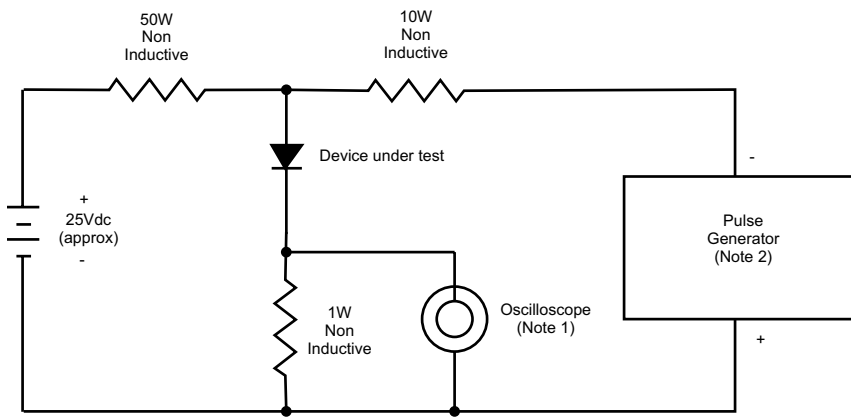 50W
Non
Inductive
10W
Non
Inductive
Device under test
+
25Vdc
(approx)
-
-
Pulse
Generator
(Note 2)
+
1W
Non
Inductive
Oscilloscope
(Note 1)